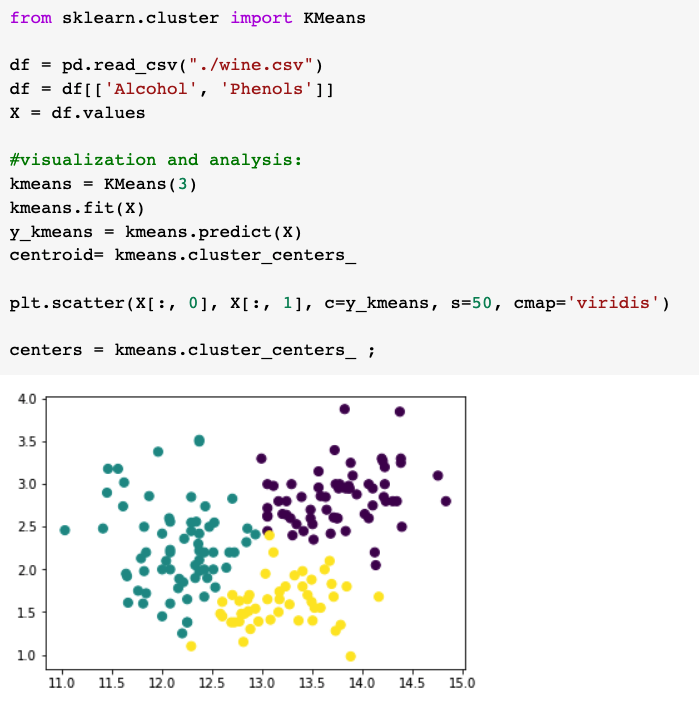 from sklearn.cluster import KMeans
df = pd.read_csv("./wine.csv")
df = df[['Alcohol', 'Phenols']]
X = df.values
#visualization and analysis:
kmeans = KMeans(3)
kmeans.fit(X)
y_kmeans = kmeans.predict(X)
centroid= kmeans.cluster_centers_
plt.scatter(X[:, 0], X[:, 1], c=y_kmeans, s=50, cmap='viridis')
centers = kmeans.cluster_centers_ ;
4.0
3.5
3.0
2.5
2.0
1.5
1.0
11.0 11.5 12.0 12.5 13.0 13.5 14.0 14.5 15.0